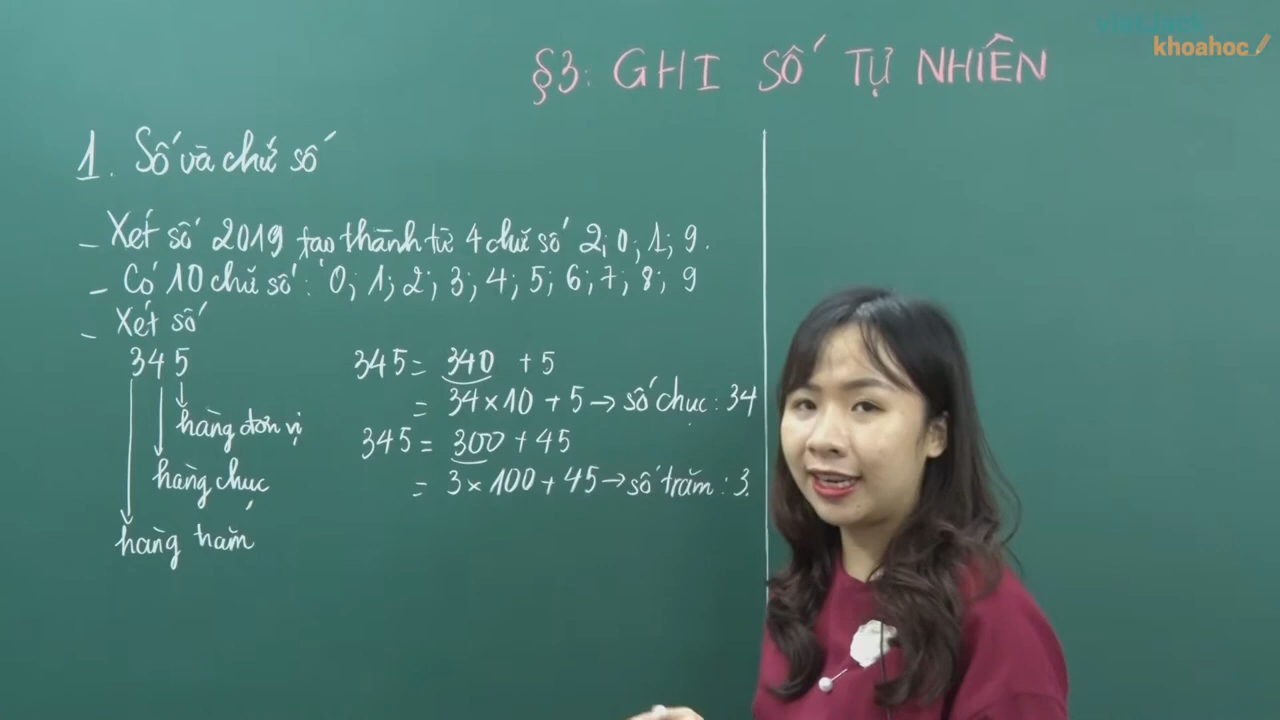 vietjack
khoahoc
§3: GHI SỐ TỰ NHIÊN
1. Số và chữ số
- Xét số 2019 tạo thành từ 4 chữ số 2; 0; 1; 9.
- Có 10 chữ số: 0; 1; 2; 3; 4; 5; 6; 7; 8; 9
- Xét số
345
hàng đơn vị
hàng chục
hàng trăm
345 = 340 + 5
= 34 × 10 + 5 → số chục: 34
345 = 300 + 45
= 3 × 100 + 45 → số trăm: 3.